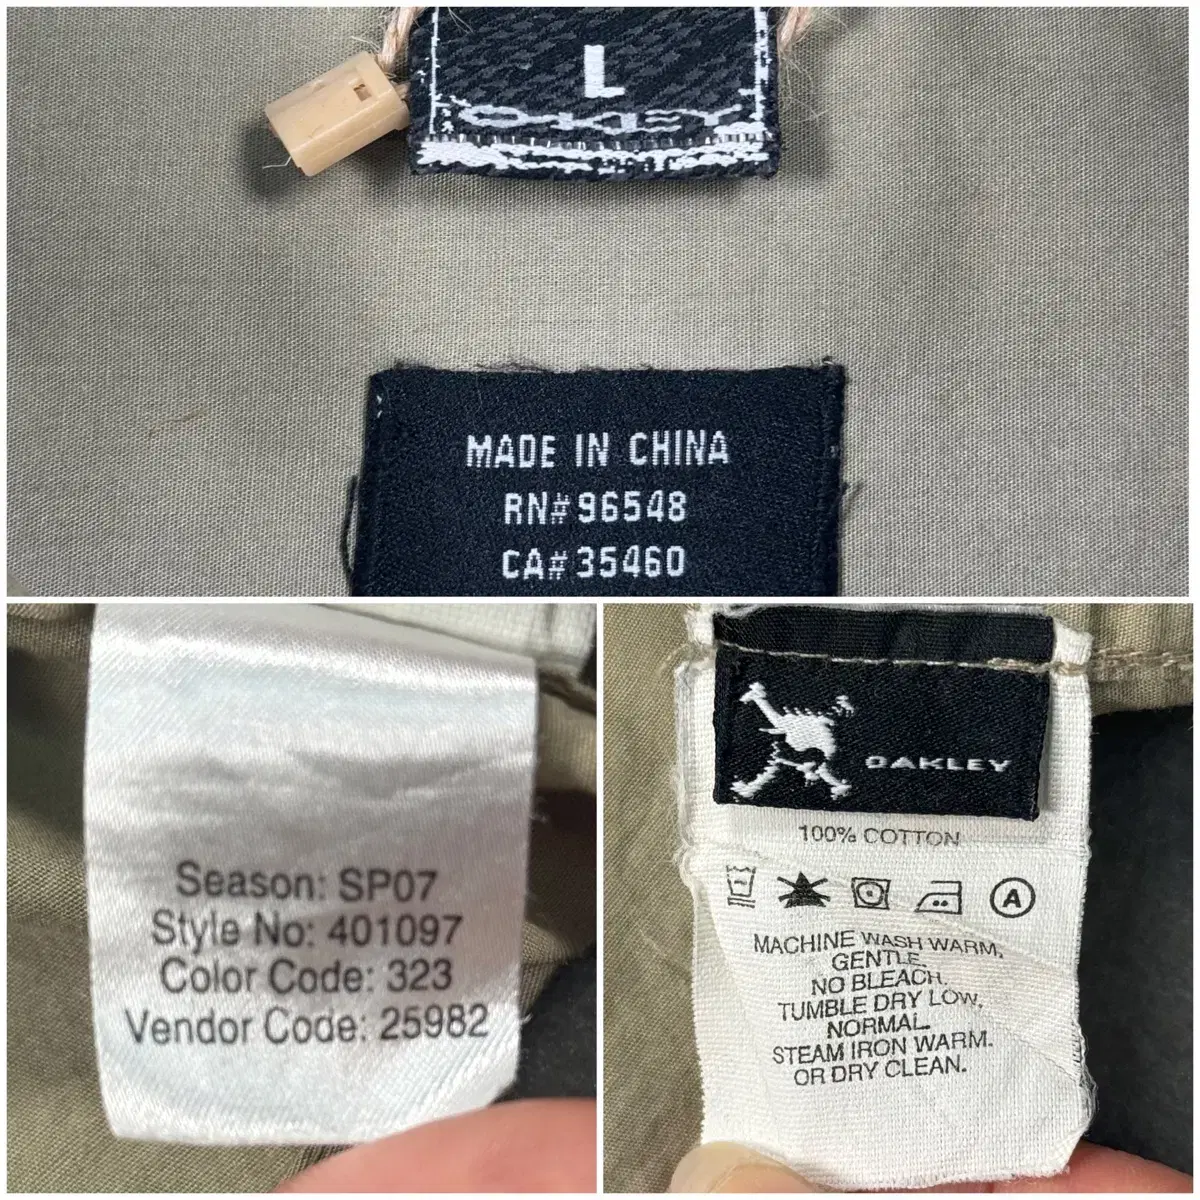 L
OAKLEY
MADE IN CHINA
RN# 96548
CA# 35460
Season: SP07
Style No: 401097
Color Code: 323
Vendor Code: 25982
OAKLEY
100% COTTON
A
MACHINE WASH WARM,
GENTLE.
NO BLEACH.
TUMBLE DRY LOW,
NORMAL.
STEAM IRON WARM.
OR DRY CLEAN.